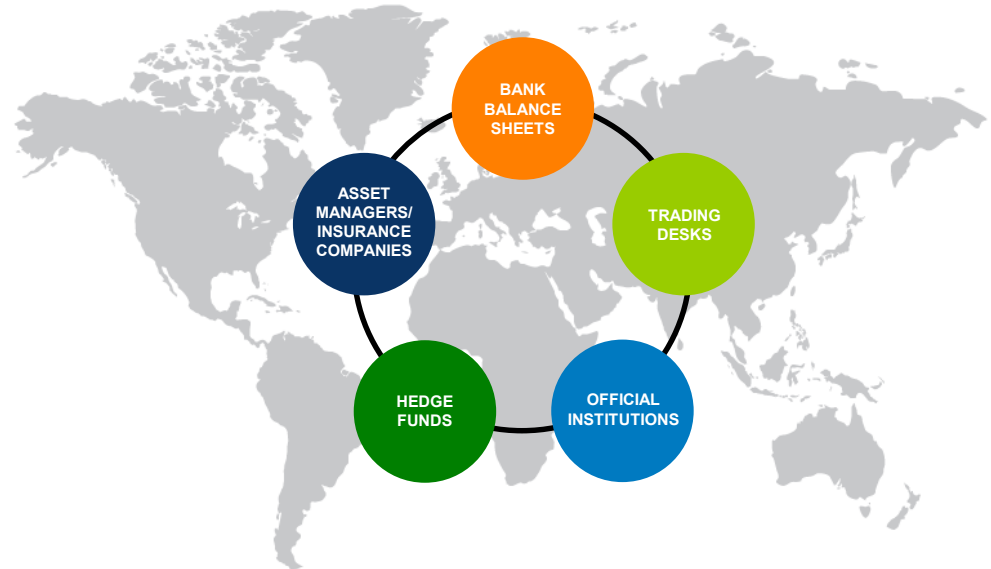 BANK
BALANCE
SHEETS
ASSET
MANAGERS/
INSURANCE
COMPANIES
TRADING
DESKS
HEDGE
FUNDS
OFFICIAL
INSTITUTIONS